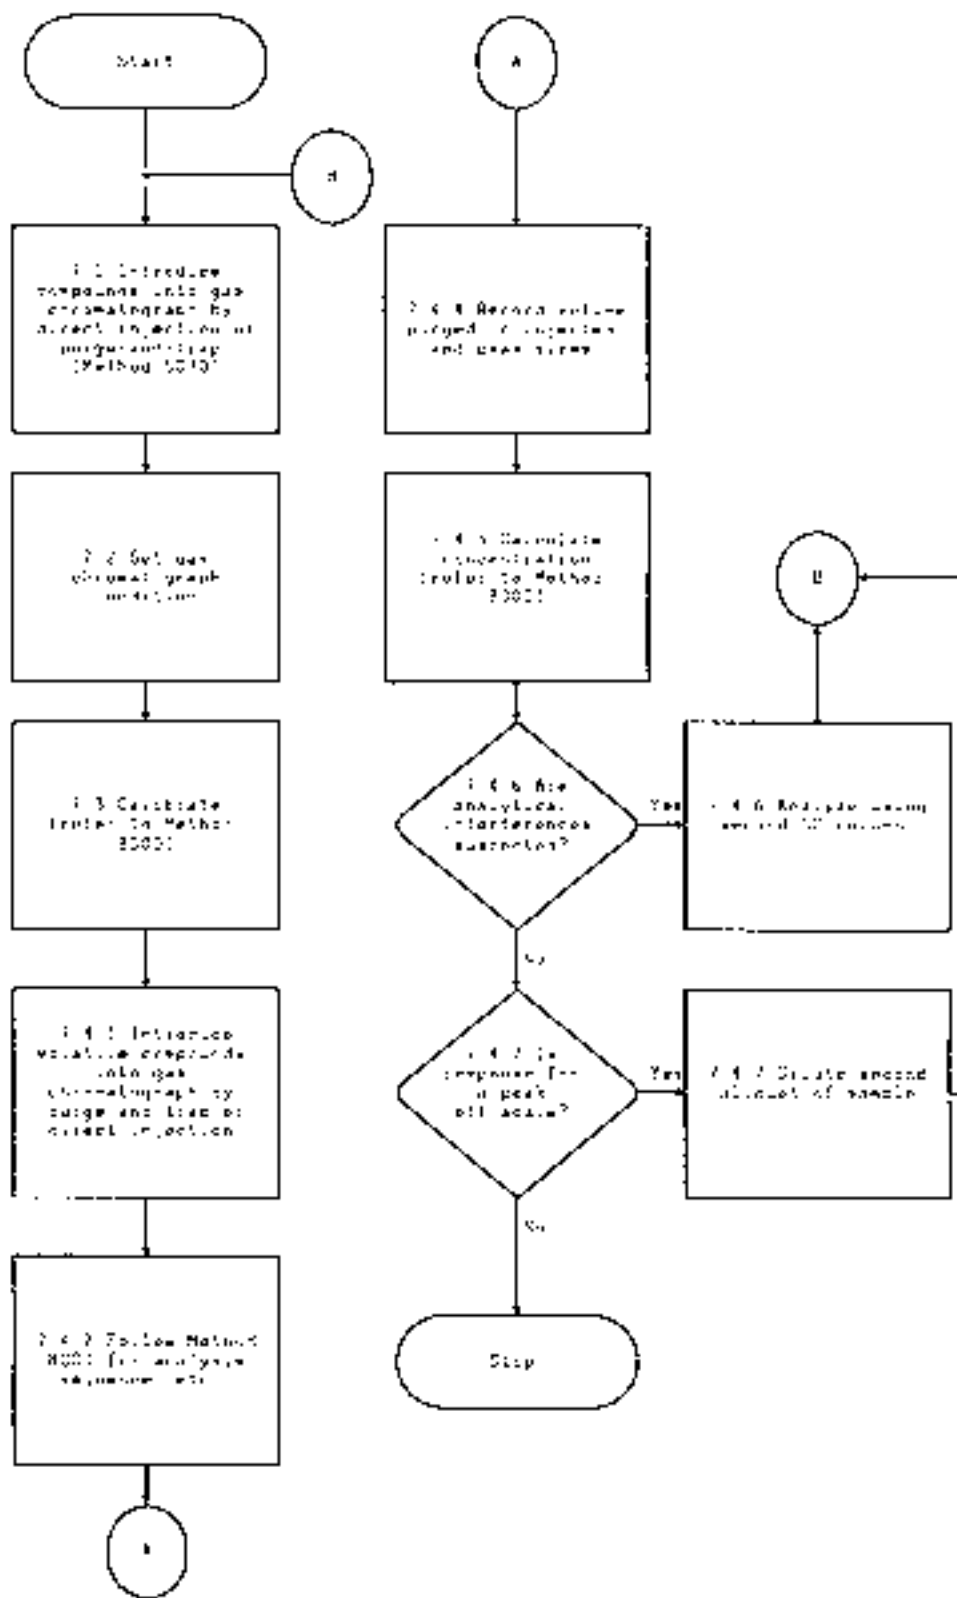 Start
7.1 Introduce
compounds into gas
chromatograph by
direct injection or
purge-and-trap
(Method 5030)
7.2 Set gas
chromatograph
condition
7.3 Calibrate
(refer to Method
8000)
7.4.1 Introduce
volatile compounds
into gas
chromatograph by
purge and trap or
direct injection
7.4.2 Follow Method
8000 for analysis
sequence, etc
A
7.4.4 Record volume
purged or injected
and peak sizes
7.4.5 Calculate
concentration
(refer to Method
8000)
7.4.6 Are
analytical
interferences
suspected?
Yes
7.4.6 Analyze using
second GC column
B
No
7.4.7 Is
response for
a peak
off scale?
Yes
7.4.7 Dilute second
aliquot of sample
No
Stop